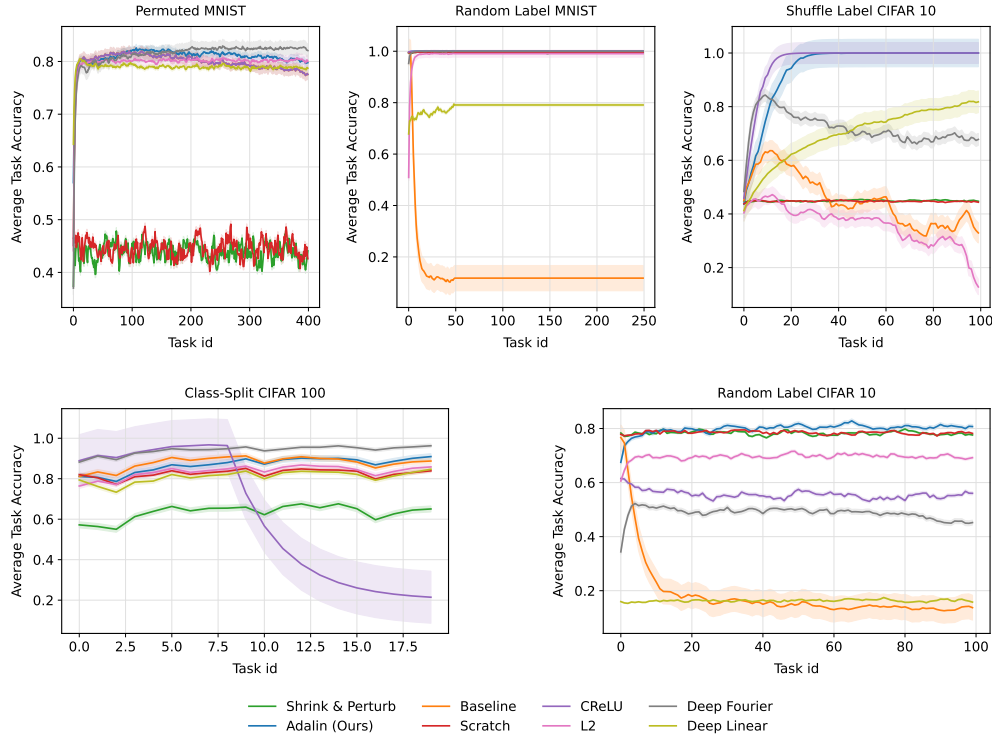 Permuted MNIST
Average Task Accuracy
0.8
0.7
0.6
0.5
0.4
0 100 200 300 400
Task id
Random Label MNIST
Average Task Accuracy
1.0
0.8
0.6
0.4
0.2
0 50 100 150 200 250
Task id
Shuffle Label CIFAR 10
Average Task Accuracy
1.0
0.8
0.6
0.4
0.2
0 20 40 60 80 100
Task id
Class-Split CIFAR 100
Average Task Accuracy
1.0
0.8
0.6
0.4
0.2
0.0 2.5 5.0 7.5 10.0 12.5 15.0 17.5
Task id
Random Label CIFAR 10
Average Task Accuracy
0.8
0.6
0.4
0.2
0 20 40 60 80 100
Task id
Shrink & Perturb Baseline CReLU Deep Fourier
Adalin (Ours) Scratch L2 Deep Linear